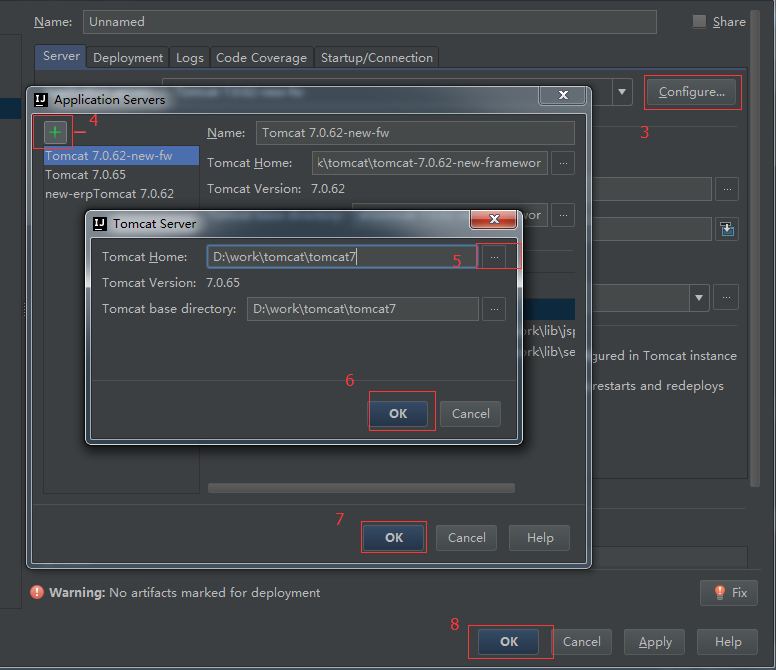 Name: Unnamed Share
Server Deployment Logs Code Coverage Startup/Connection
Application Servers
Configure...
3
4
Name: Tomcat 7.0.62-new-fw
Tomcat 7.0.62-new-fw
Tomcat 7.0.65
new-erpTomcat 7.0.62
Tomcat Home: k\tomcat\tomcat-7.0.62-new-framewor ...
Tomcat Version: 7.0.62
Tomcat Server
Tomcat Home: D:\work\tomcat\tomcat7 5 ...
Tomcat Version: 7.0.65
Tomcat base directory: D:\work\tomcat\tomcat7 ...
rk\lib\jsp
ork\lib\se
gured in Tomcat instance
restarts and redeploys
6
OK Cancel
7
OK Cancel Help
Warning: No artifacts marked for deployment Fix
8
OK Cancel Apply Help